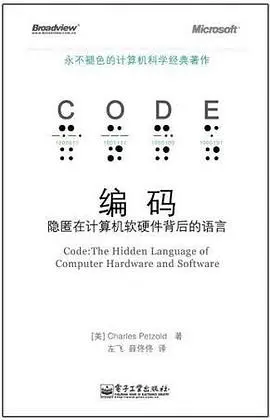 Broadview®
Microsoft®
永不褪色的计算机科学经典著作
CODE
编码
隐匿在计算机软硬件背后的语言
Code:The Hidden Language of
Computer Hardware and Software
[美] Charles Petzold 著
左飞 薛佟佟 译
电子工业出版社